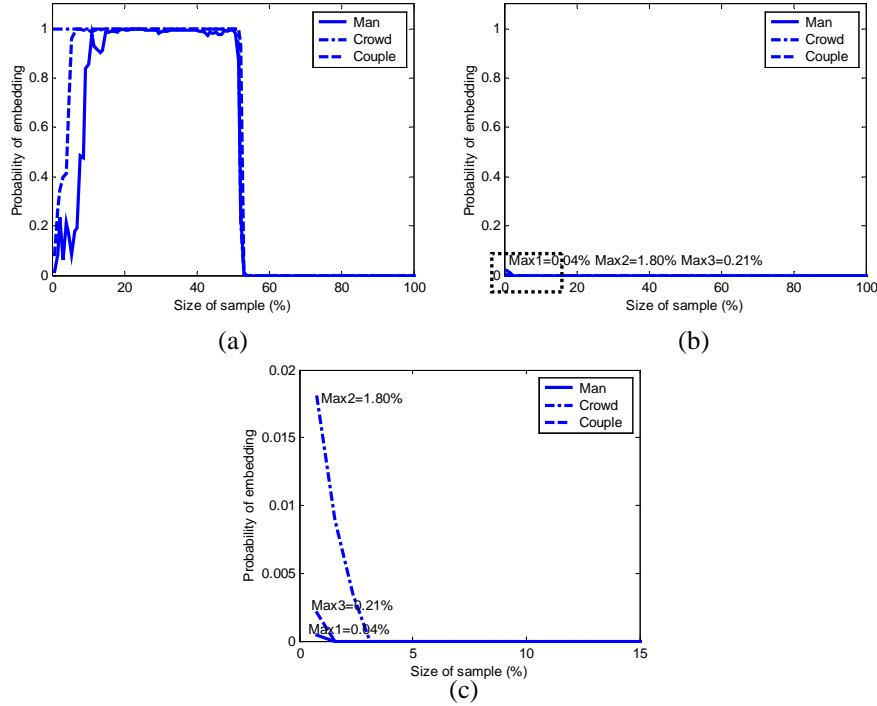 1
0.8
0.6
0.4
0.2
0
Probability of embedding
0 20 40 60 80 100
Size of sample (%)
Man
Crowd
Couple
(a)
1
0.8
0.6
0.4
0.2
0
Probability of embedding
Max1=0.04% Max2=1.80% Max3=0.21%
0 20 40 60 80 100
Size of sample (%)
Man
Crowd
Couple
(b)
0.02
0.015
0.01
0.005
0
Probability of embedding
Max2=1.80%
Max3=0.21%
Max1=0.04%
0 5 10 15
Size of sample (%)
Man
Crowd
Couple
(c)